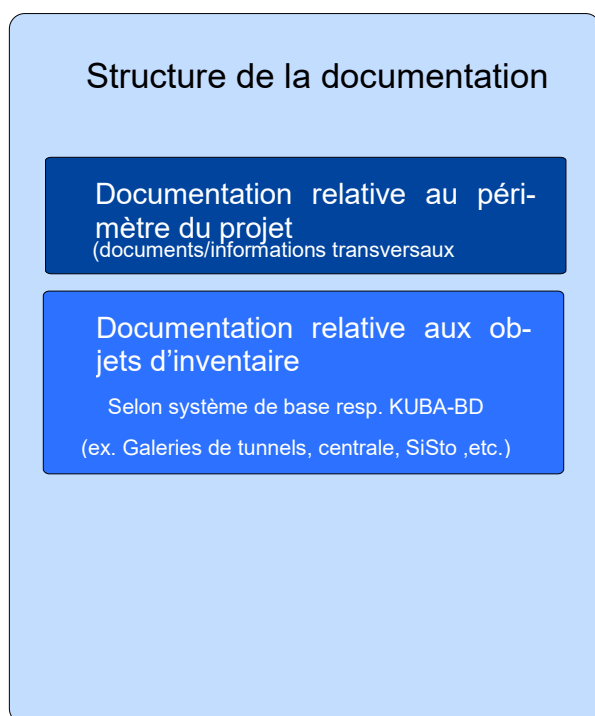 Structure de la documentation
Documentation relative au péri-
mètre du projet
(documents/informations transversaux
Documentation relative aux ob-
jets d'inventaire
Selon système de base resp. KUBA-BD
(ex. Galeries de tunnels, centrale, SiSto ,etc.)